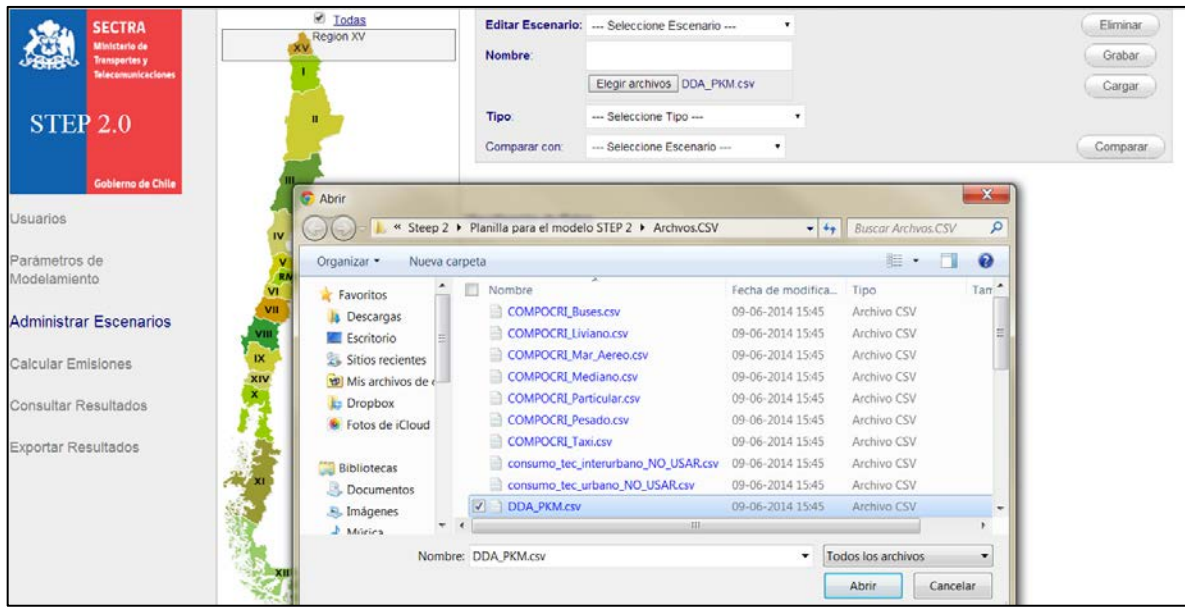 SECTRA
Ministerio de
Transportes y
Telecomunicaciones
STEP 2.0
Gobierno de Chile
Usuarios
Parámetros de
Modelamiento
Administrar Escenarios
Calcular Emisiones
Consultar Resultados
Exportar Resultados
Todas
Region XV
XV
I
II
III
IV
V
RM
VI
VII
VIII
IX
XIV
X
XI
XII
Editar Escenario: --- Seleccione Escenario ---
Nombre:
Elegir archivos DDA_PKM.csv
Tipo: --- Seleccione Tipo ---
Comparar con: --- Seleccione Escenario ---
Eliminar
Grabar
Cargar
Comparar
Abrir
« Steep 2 ▸ Planilla para el modelo STEP 2 ▸ Archvos.CSV
Buscar Archvos.CSV
Organizar Nueva carpeta
Favoritos
Descargas
Escritorio
Sitios recientes
Mis archivos de
Dropbox
Fotos de iCloud
Bibliotecas
Documentos
Imágenes
Música
Nombre Fecha de modifica... Tipo Tam
COMPOCRI_Buses.csv 09-06-2014 15:45 Archivo CSV
COMPOCRI_Liviano.csv 09-06-2014 15:45 Archivo CSV
COMPOCRI_Mar_Aereo.csv 09-06-2014 15:45 Archivo CSV
COMPOCRI_Mediano.csv 09-06-2014 15:45 Archivo CSV
COMPOCRI_Particular.csv 09-06-2014 15:45 Archivo CSV
COMPOCRI_Pesado.csv 09-06-2014 15:45 Archivo CSV
COMPOCRI_Taxi.csv 09-06-2014 15:45 Archivo CSV
consumo_tec_interurbano_NO_USAR.csv 09-06-2014 15:45 Archivo CSV
consumo_tec_urbano_NO_USAR.csv 09-06-2014 15:45 Archivo CSV
DDA_PKM.csv 09-06-2014 15:45 Archivo CSV
Nombre: DDA_PKM.csv
Todos los archivos
Abrir Cancelar